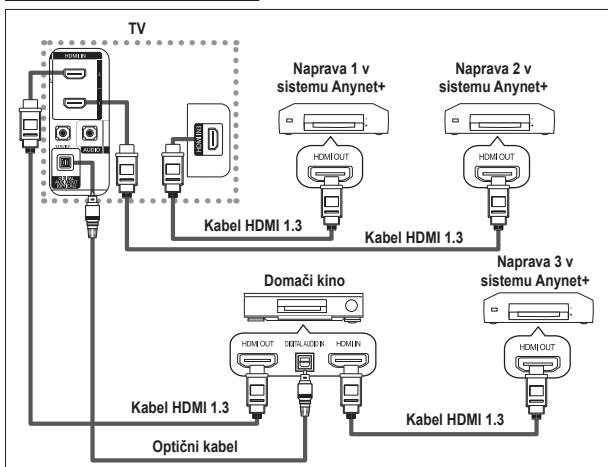 TV
HDMI IN
AUDIO
HDMI IN
Naprava 1 v
sistemu Anynet+
Naprava 2 v
sistemu Anynet+
HDMI OUT
HDMI OUT
Kabel HDMI 1.3
Kabel HDMI 1.3
Domači kino
Naprava 3 v
sistemu Anynet+
HDMI OUT
DIGITAL AUDIO IN
HDMI IN
HDMI OUT
Kabel HDMI 1.3
Kabel HDMI 1.3
Optični kabel